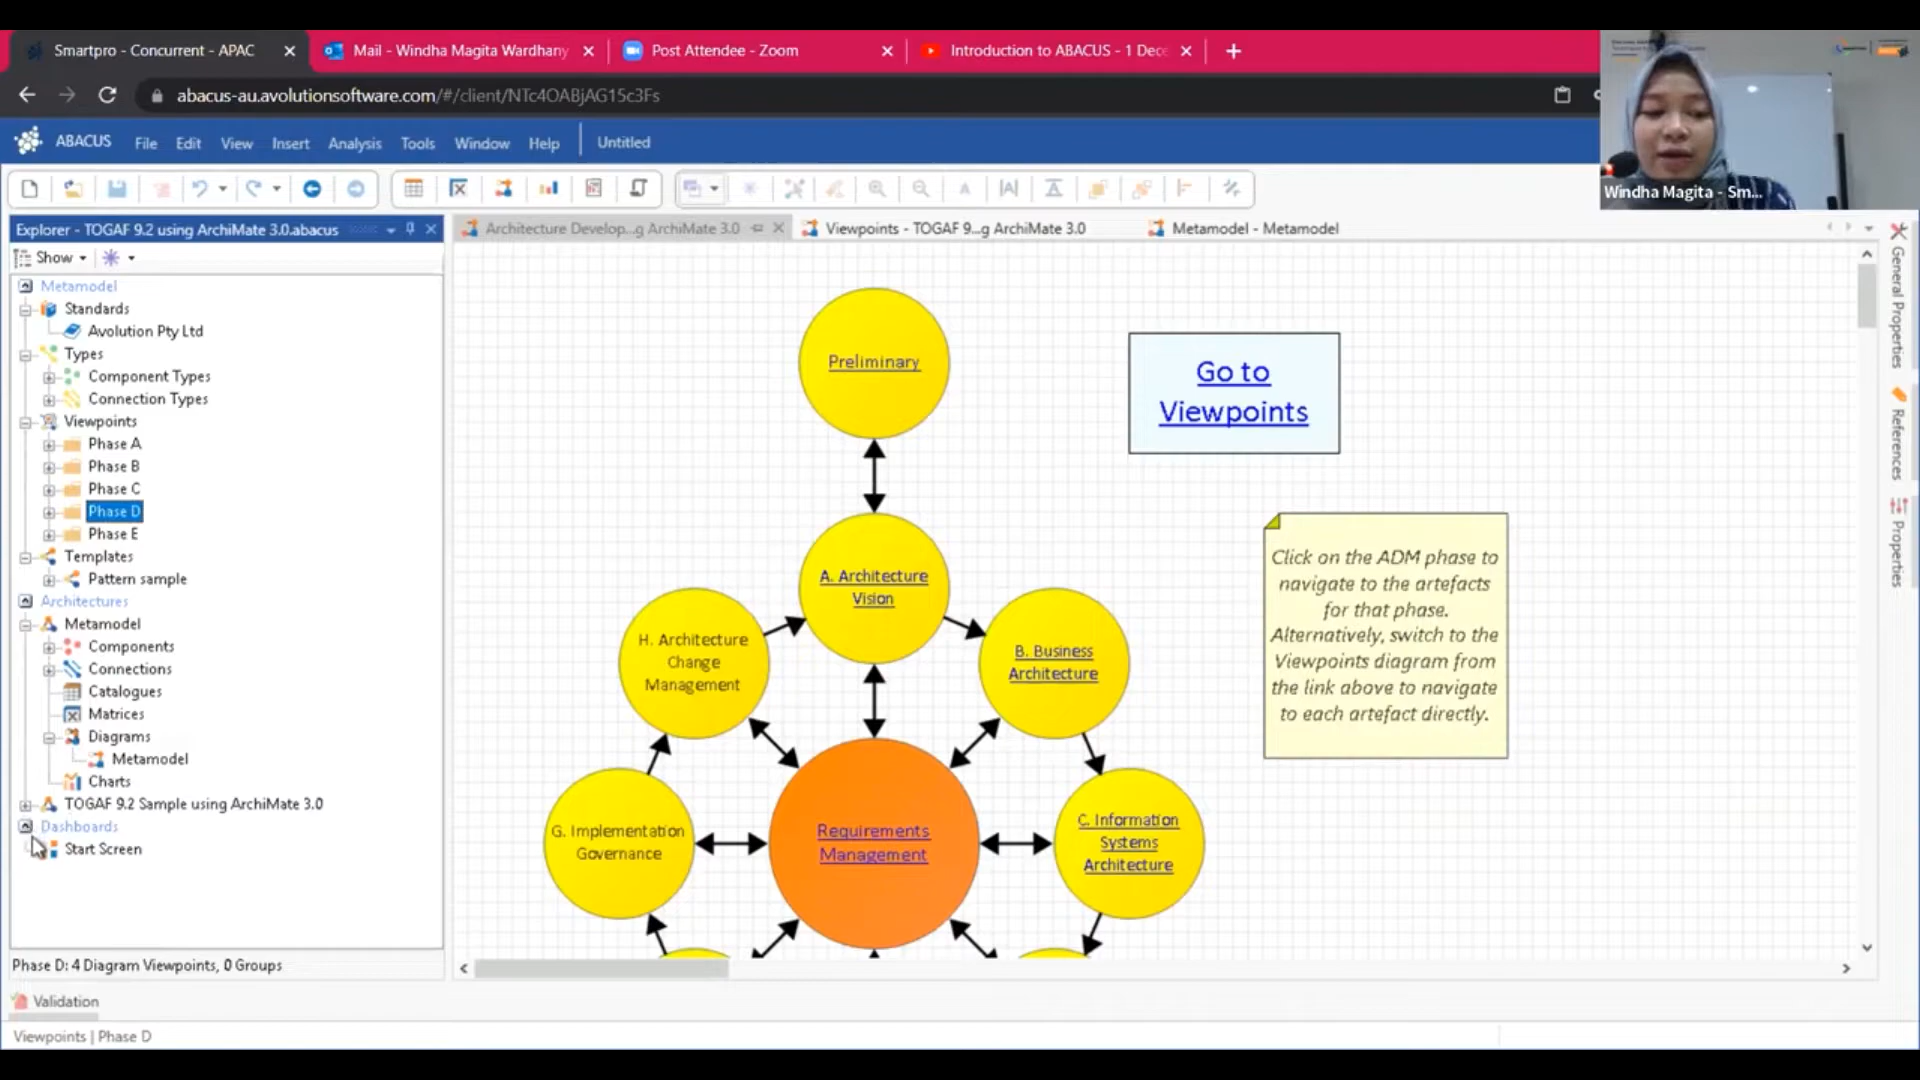 Smartpro - Concurrent - APAC
Mail - Windha Magita Wardhany
Post Attendee - Zoom
Introduction to ABACUS - 1 Dec
abacus-au.avolutionsoftware.com/#/client/NTc4OABjAG15c3Fs
ABACUS File Edit View Insert Analysis Tools Window Help Untitled
Windha Magita - Sm...
Explorer - TOGAF 9.2 using ArchiMate 3.0.abacus
Architecture Develop...g ArchiMate 3.0
Viewpoints - TOGAF 9...g ArchiMate 3.0
Metamodel - Metamodel
Show
Metamodel
Standards
Avolution Pty Ltd
Types
Component Types
Connection Types
Viewpoints
Phase A
Phase B
Phase C
Phase D
Phase E
Templates
Pattern sample
Architectures
Metamodel
Components
Connections
Catalogues
Matrices
Diagrams
Metamodel
Charts
TOGAF 9.2 Sample using ArchiMate 3.0
Dashboards
Start Screen
Phase D: 4 Diagram Viewpoints, 0 Groups
Validation
Viewpoints | Phase D
Preliminary
Go to
Viewpoints
A. Architecture
Vision
H. Architecture
Change
Management
B. Business
Architecture
G. Implementation
Governance
Requirements
Management
C. Information
Systems
Architecture
Click on the ADM phase to
navigate to the artefacts
for that phase.
Alternatively, switch to the
Viewpoints diagram from
the link above to navigate
to each artefact directly.
General Properties
References
Properties